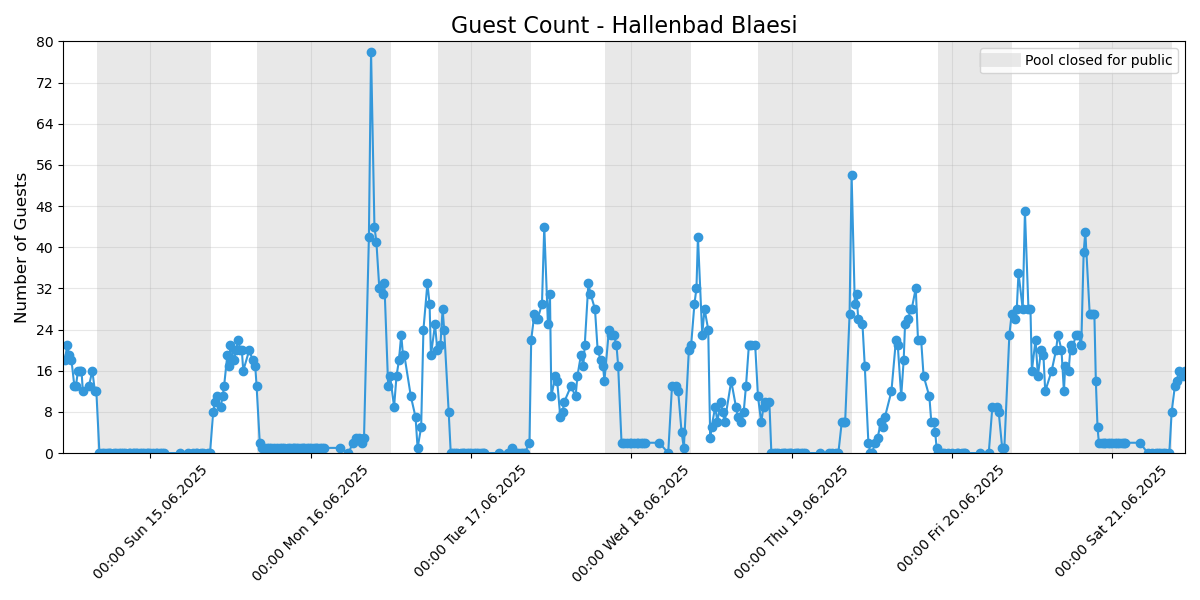 Guest Count - Hallenbad Blaesi
Pool closed for public
Number of Guests
80
72
64
56
48
40
32
24
16
8
0
00:00 Sun 15.06.2025
00:00 Mon 16.06.2025
00:00 Tue 17.06.2025
00:00 Wed 18.06.2025
00:00 Thu 19.06.2025
00:00 Fri 20.06.2025
00:00 Sat 21.06.2025